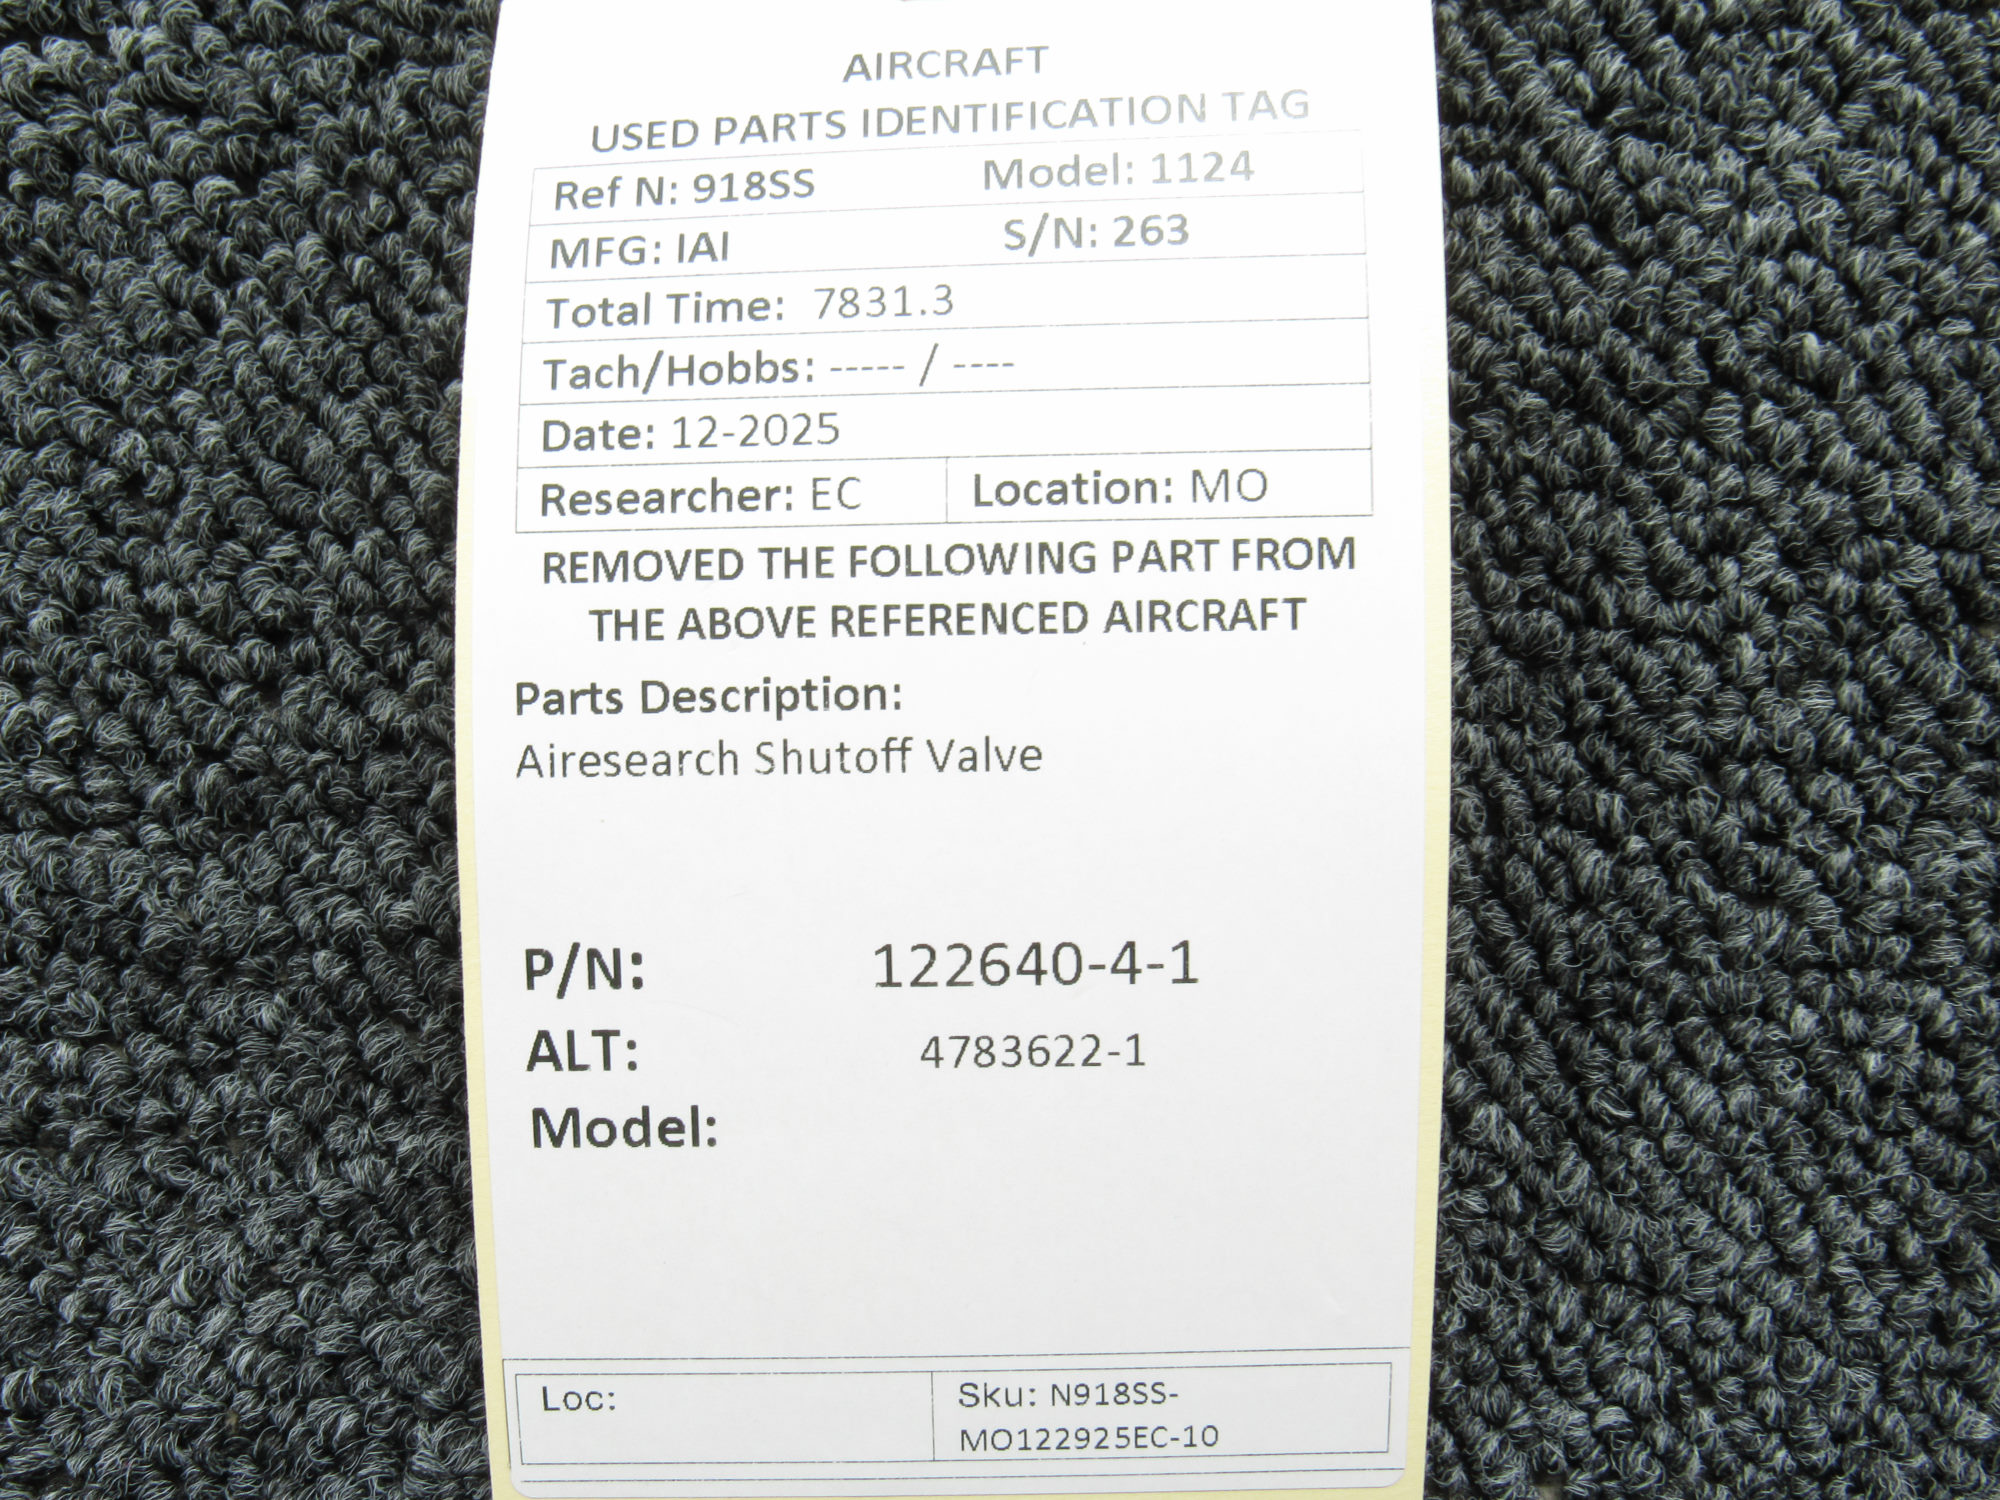 AIRCRAFT
USED PARTS IDENTIFICATION TAG
Ref N: 918SS Model: 1124
MFG: IAI S/N: 263
Total Time: 7831.3
Tach/Hobbs: ----- / ----
Date: 12-2025
Researcher: EC Location: MO
REMOVED THE FOLLOWING PART FROM
THE ABOVE REFERENCED AIRCRAFT
Parts Description:
Airesearch Shutoff Valve
P/N: 122640-4-1
ALT: 4783622-1
Model:
Loc: Sku: N918SS-
MO122925EC-10